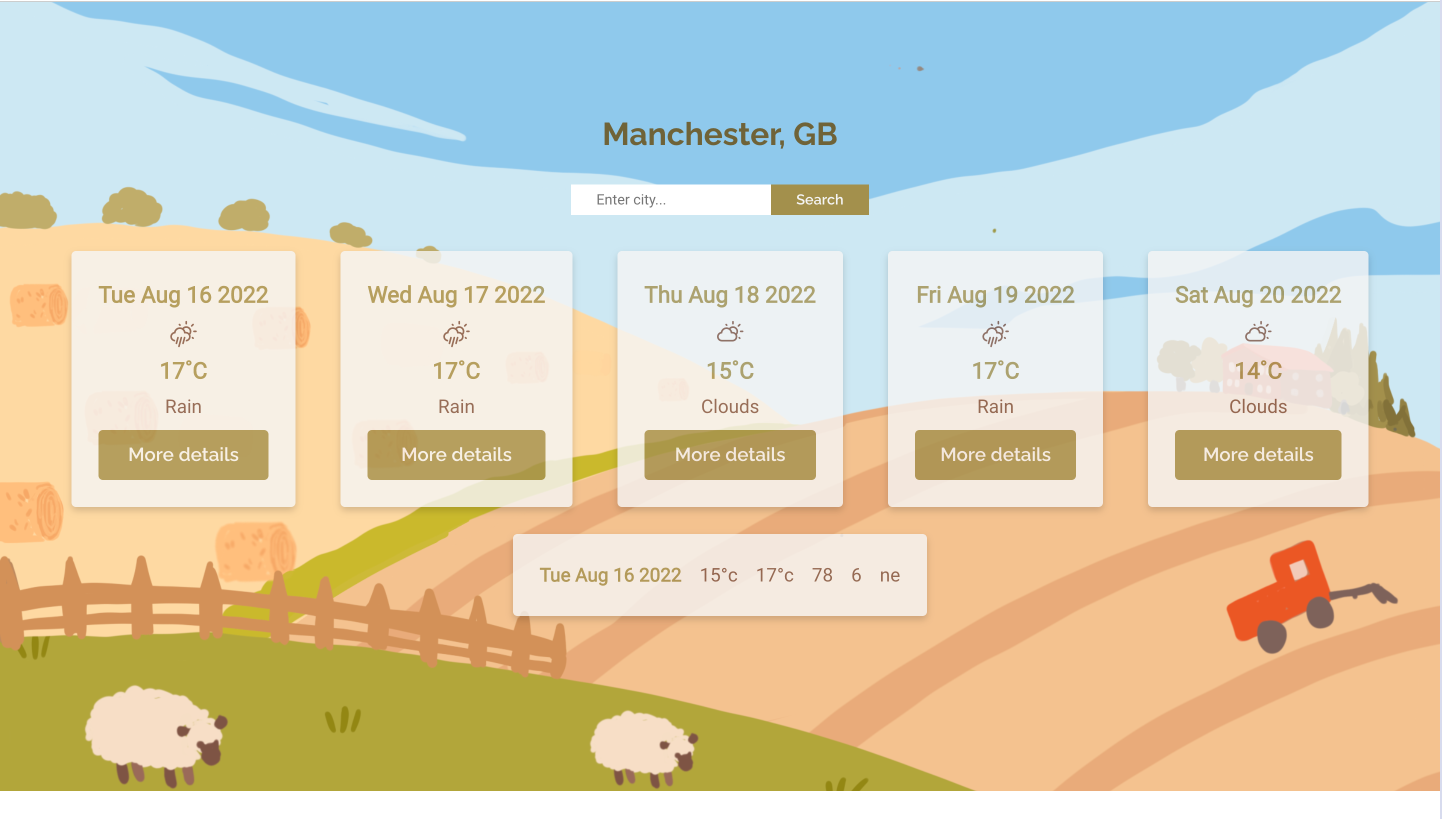 Manchester, GB
Enter city...
Search
Tue Aug 16 2022
17°C
Rain
More details
Wed Aug 17 2022
17°C
Rain
More details
Thu Aug 18 2022
15°C
Clouds
More details
Fri Aug 19 2022
17°C
Rain
More details
Sat Aug 20 2022
14°C
Clouds
More details
Tue Aug 16 2022 15°c 17°c 78 6 ne